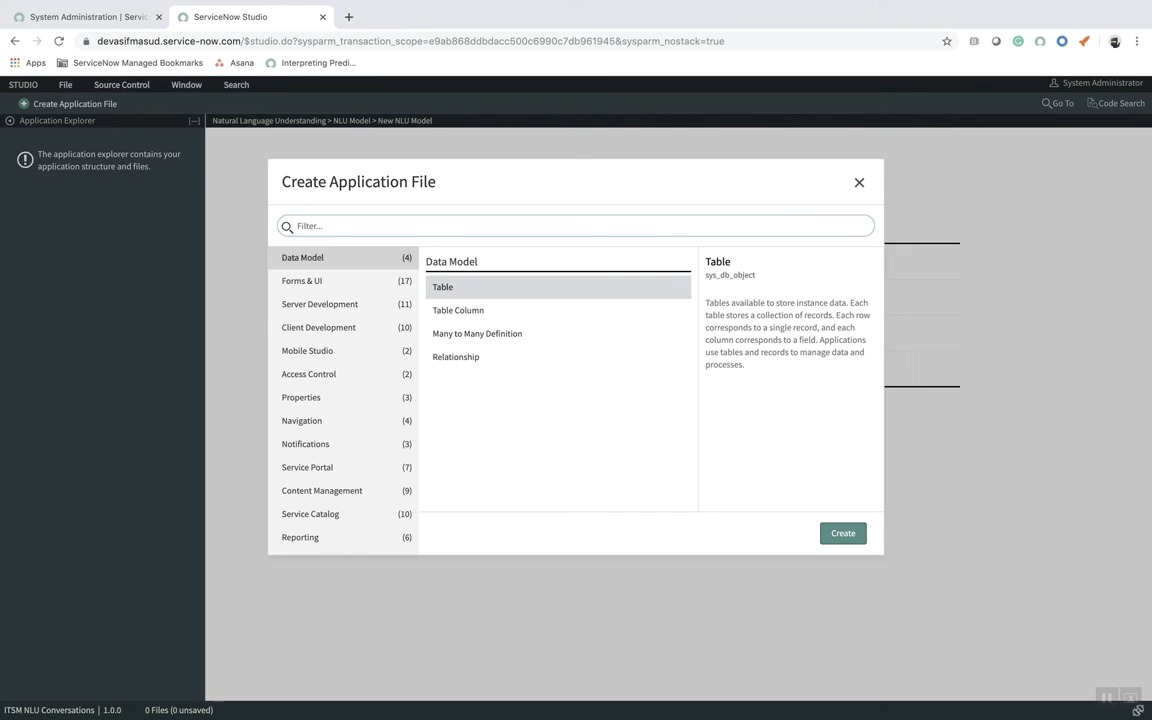 System Administration | Servic
ServiceNow Studio
devasifmasud.service-now.com/$studio.do?sysparm_transaction_scope=e9ab868ddbdacc500c6990c7db961945&sysparm_nostack=true
Apps
ServiceNow Managed Bookmarks
Asana
Interpreting Predi...
STUDIO
File
Source Control
Window
Search
System Administrator
Create Application File
Go To
Code Search
Application Explorer
Natural Language Understanding > NLU Model > New NLU Model
The application explorer contains your
application structure and files.
Create Application File
Filter...
Data Model (4)
Forms & UI (17)
Server Development (11)
Client Development (10)
Mobile Studio (2)
Access Control (2)
Properties (3)
Navigation (4)
Notifications (3)
Service Portal (7)
Content Management (9)
Service Catalog (10)
Reporting (6)
Data Model
Table
Table Column
Many to Many Definition
Relationship
Table
sys_db_object
Tables available to store instance data. Each
table stores a collection of records. Each row
corresponds to a single record, and each
column corresponds to a field. Applications
use tables and records to manage data and
processes.
Create
ITSM NLU Conversations | 1.0.0
0 Files (0 unsaved)